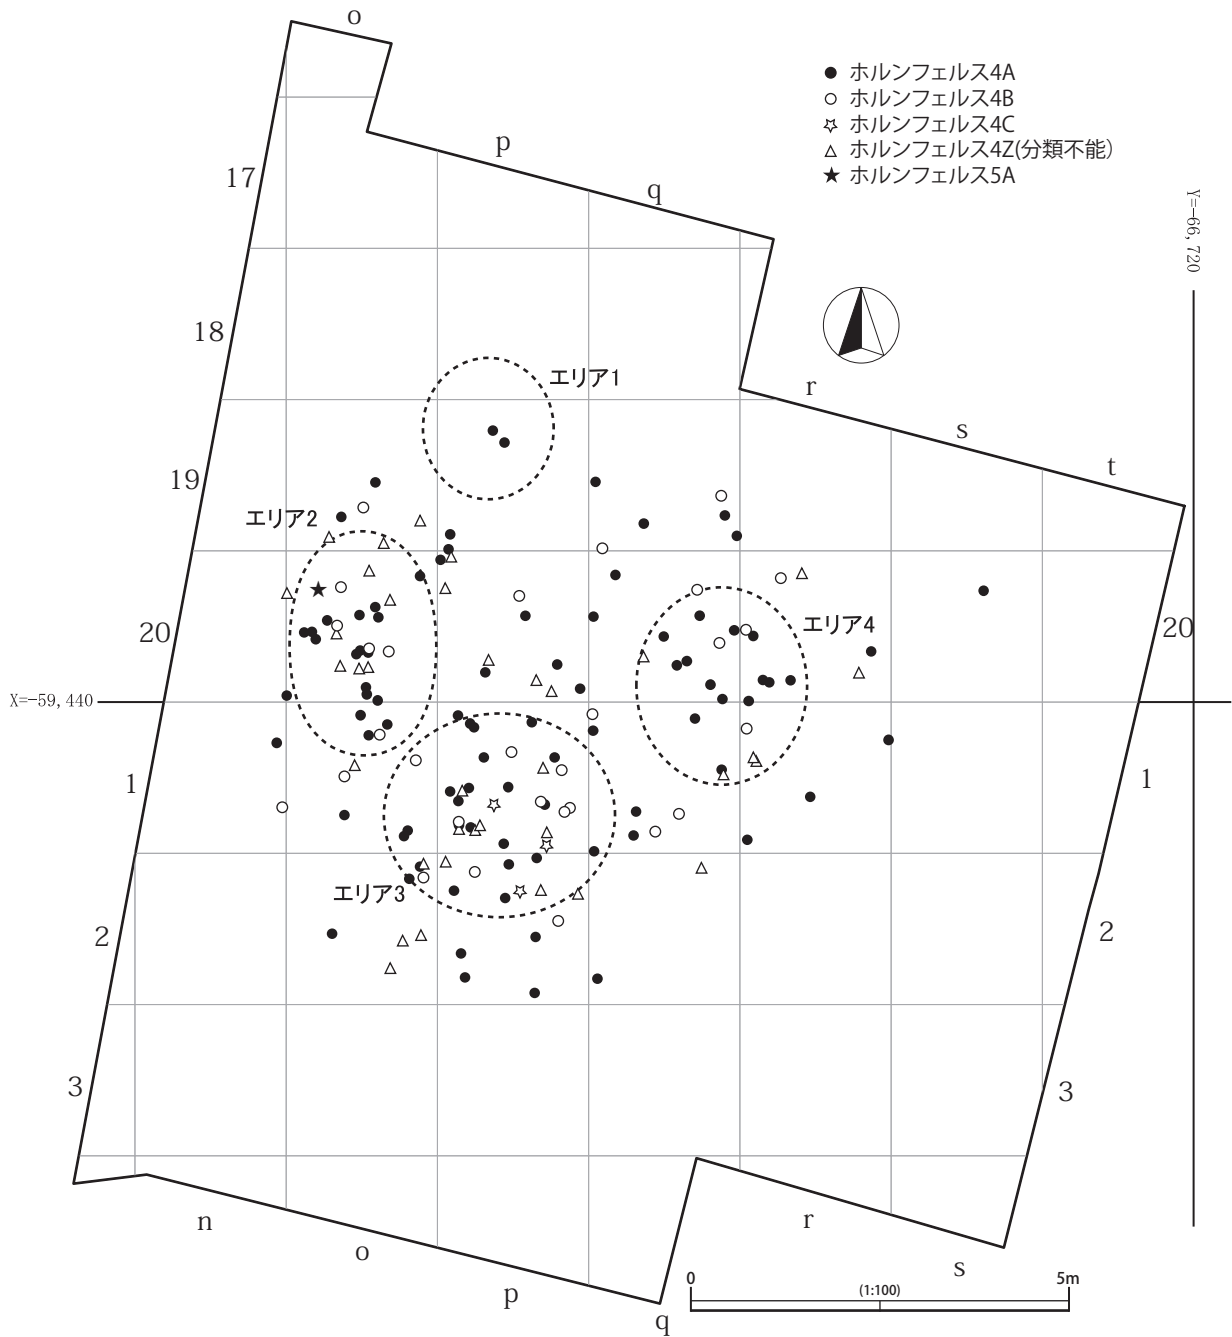 o
ホルンフェルス4A
ホルンフェルス4B
p
ホルンフェルス4C
ホルンフェルス4Z(分類不能)
17
q
ホルンフェルス5A
Y=-66,720
18
エリア1
r
s
t
19
エリア2
20
エリア4
20
X=-59,440
1
1
エリア3
2
2
3
3
n
r
o
s
p
0
5m
(1:100)
q